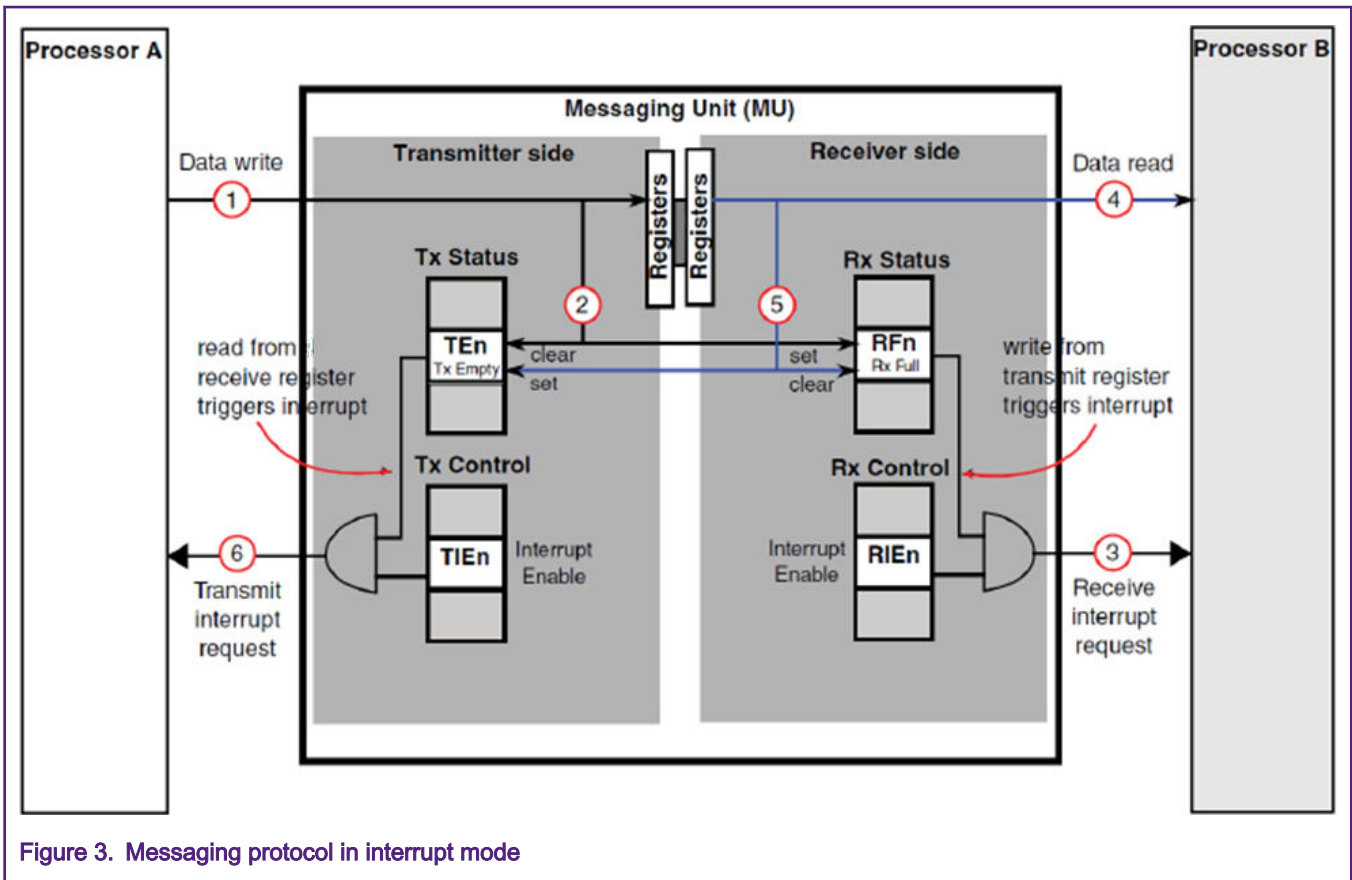 Processor A
Processor B
Messaging Unit (MU)
Transmitter side
Receiver side
Data write
1
Data read
4
Registers
Registers
Tx Status
Rx Status
2
5
TEn
Tx Empty
clear
set
set
clear
RFn
Rx Full
read from
receive register
triggers interrupt
write from
transmit register
triggers interrupt
Tx Control
Rx Control
TIEn
Interrupt
Enable
Interrupt
Enable
RIEn
6
Transmit
interrupt
request
3
Receive
interrupt
request
Figure 3. Messaging protocol in interrupt mode